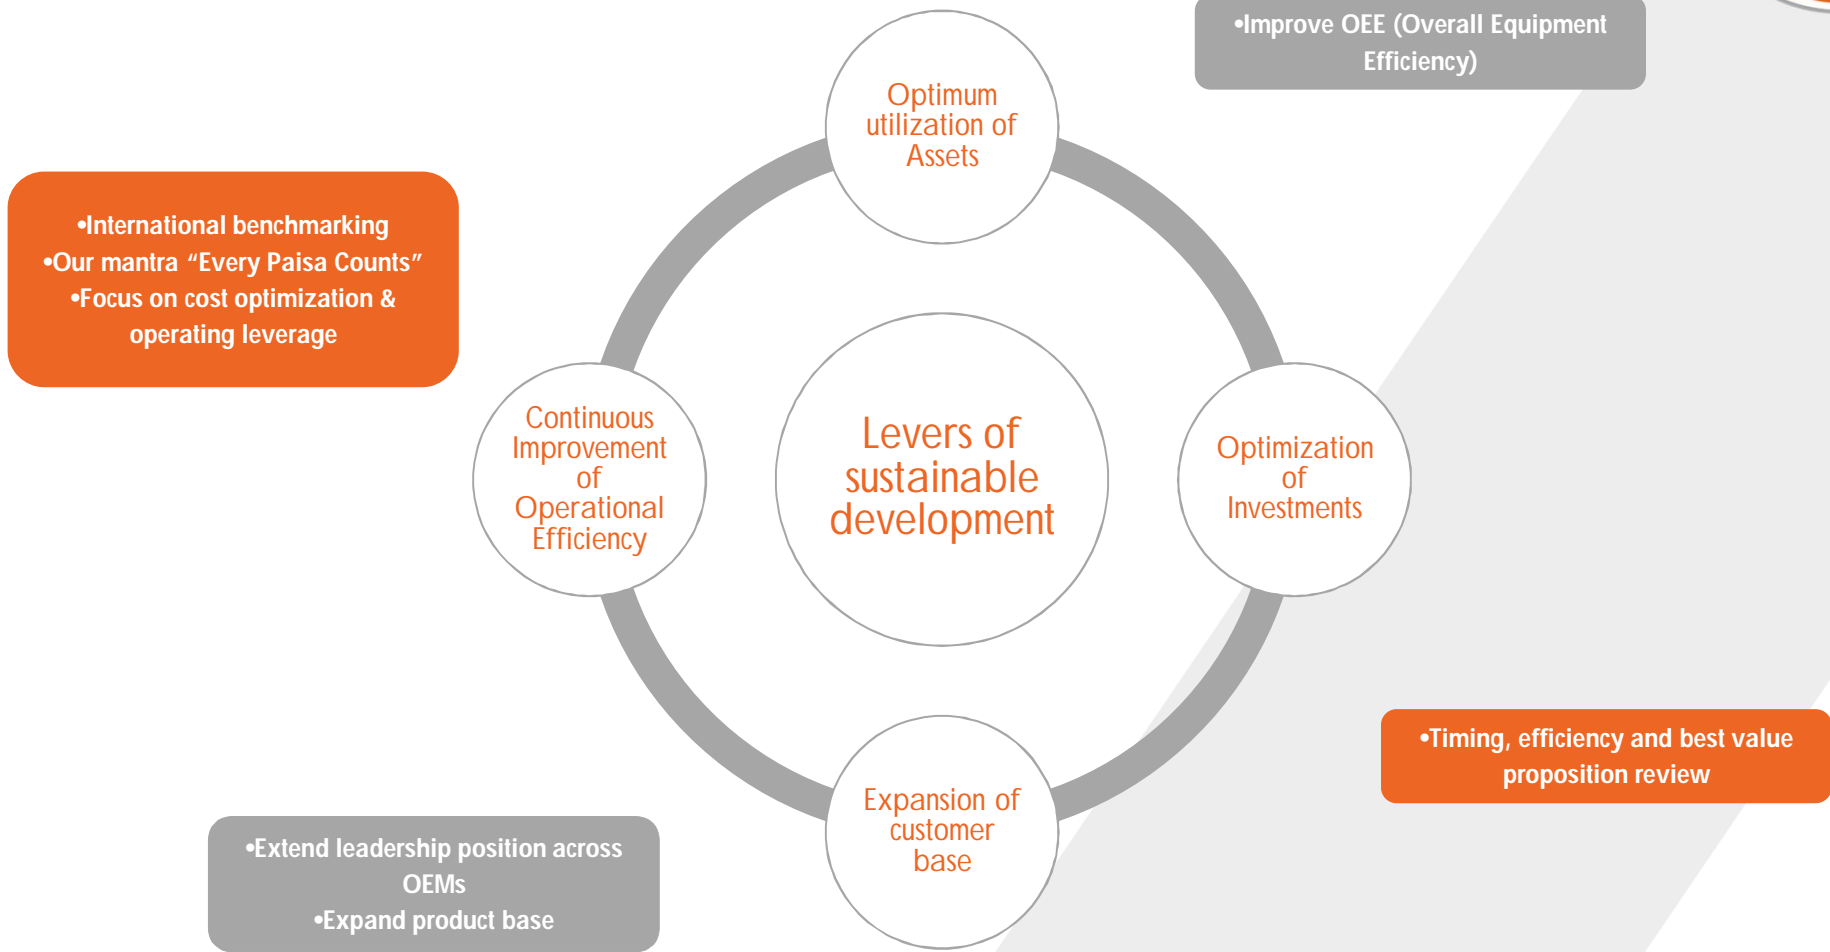 •Improve OEE (Overall Equipment
Efficiency)
Optimum
utilization of
Assets
•International benchmarking
•Our mantra “Every Paisa Counts”
•Focus on cost optimization &
operating leverage
Continuous
Improvement
of
Operational
Efficiency
Levers of
sustainable
development
Optimization
of
Investments
•Timing, efficiency and best value
proposition review
Expansion of
customer
base
•Extend leadership position across
OEMs
•Expand product base